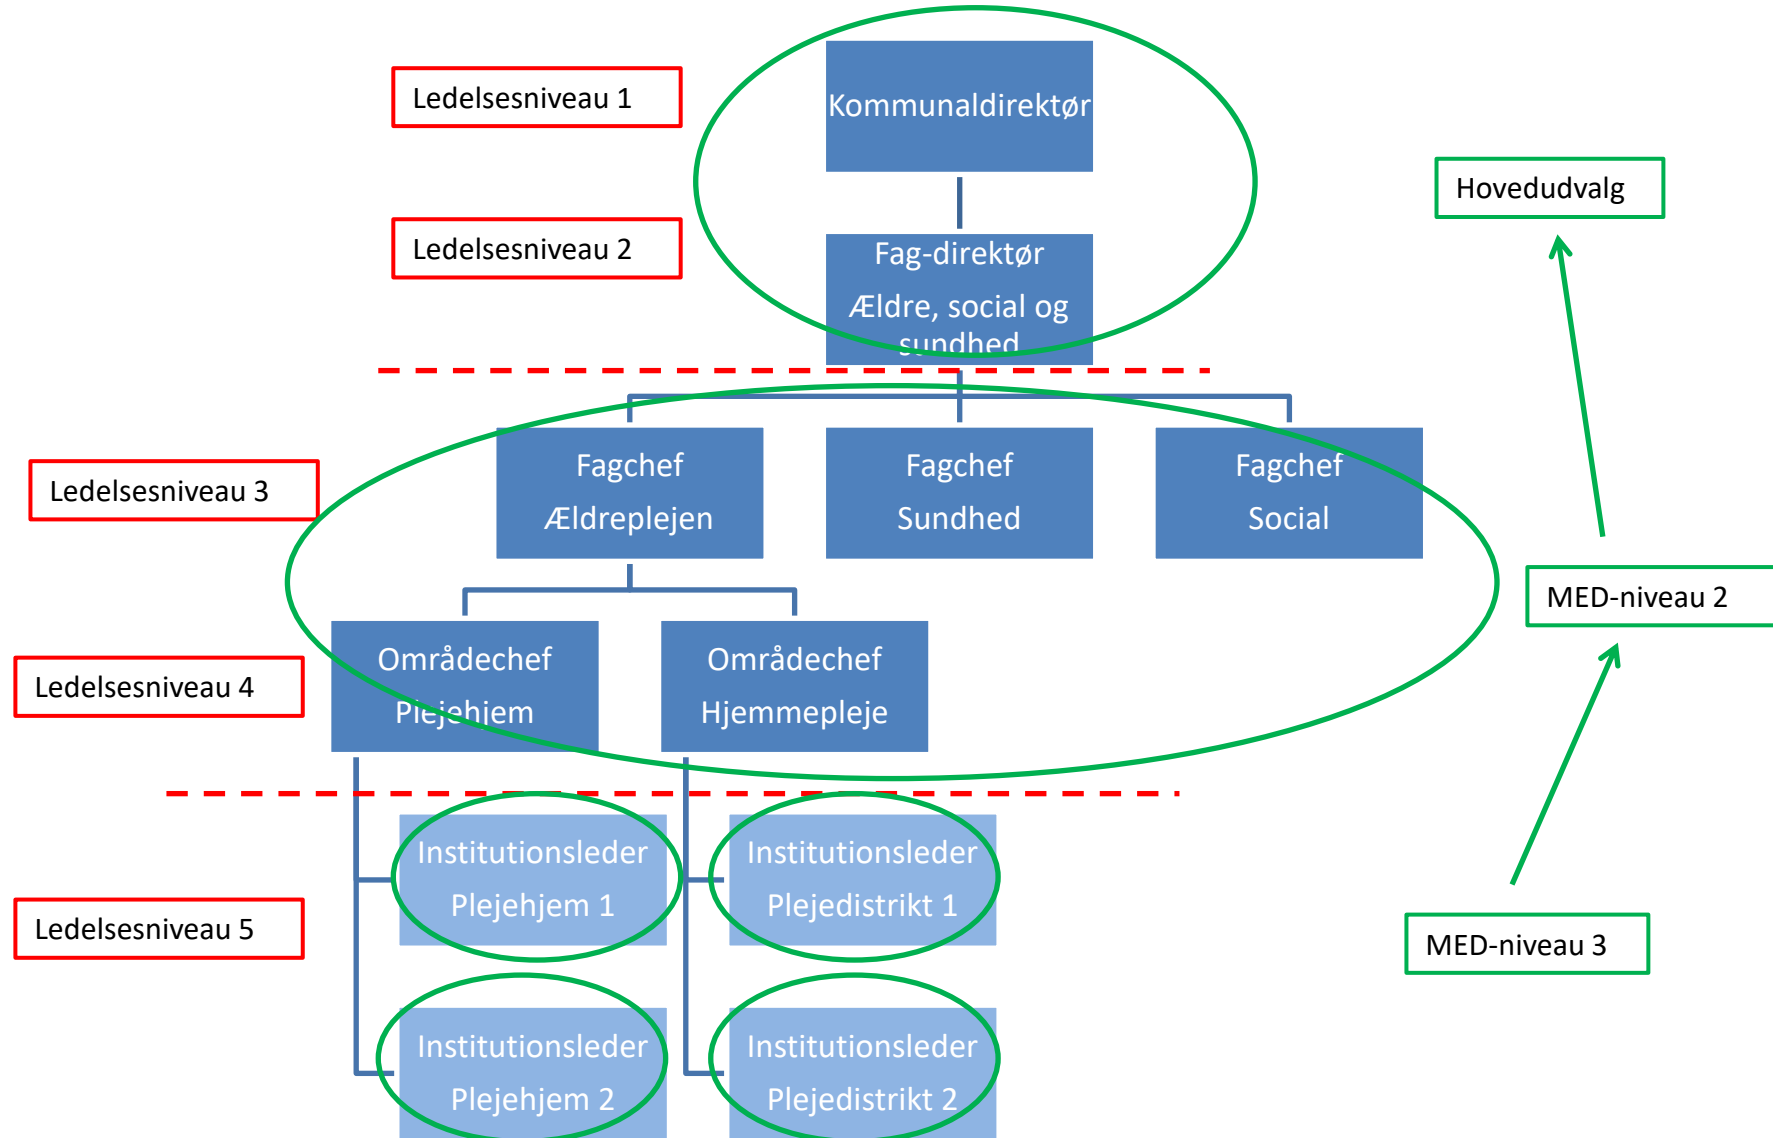 Ledelsesniveau 1
Kommunaldirektør
Hovedudvalg
Ledelsesniveau 2
Fag-direktør
Ældre, social og
sundhed
Ledelsesniveau 3
Fagchef
Ældreplejen
Fagchef
Sundhed
Fagchef
Social
MED-niveau 2
Ledelsesniveau 4
Områdechef
Plejehjem
Områdechef
Hjemmepleje
Ledelsesniveau 5
Institutionsleder
Plejehjem 1
Institutionsleder
Plejedistrikt 1
MED-niveau 3
Institutionsleder
Plejehjem 2
Institutionsleder
Plejedistrikt 2